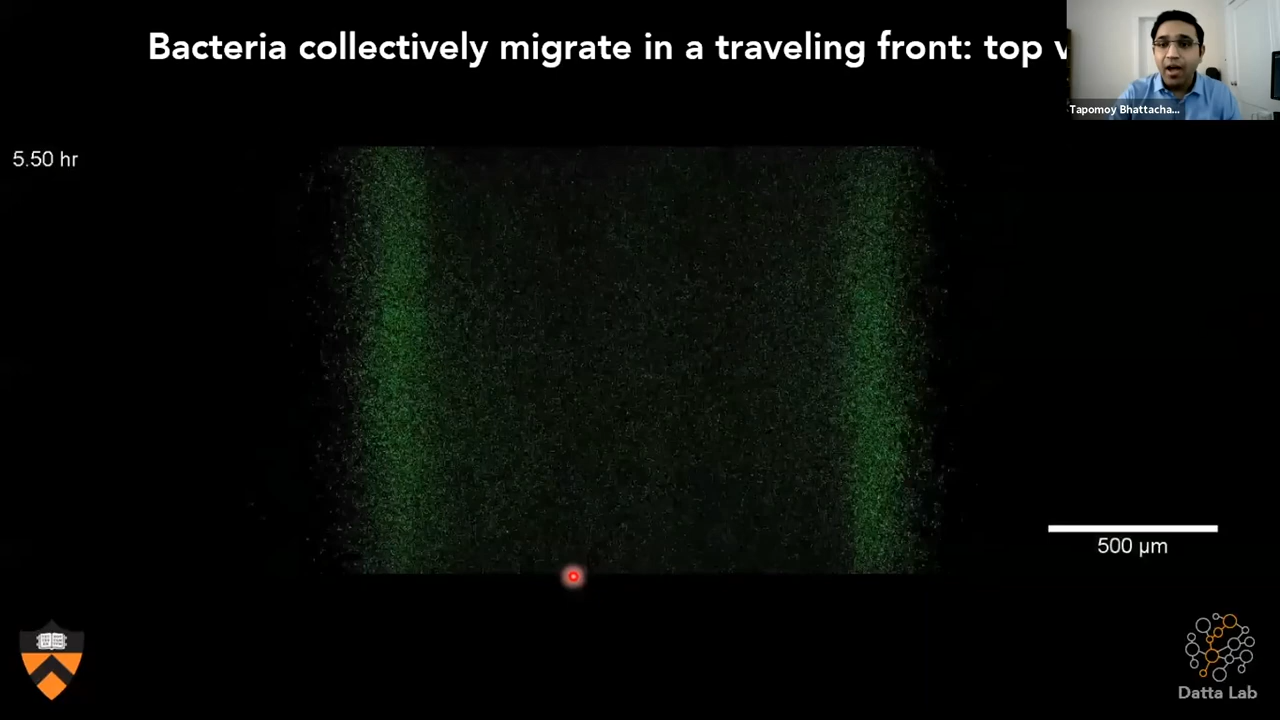 Bacteria collectively migrate in a traveling front: top v
Tapomoy Bhattacha...
5.50 hr
500 µm
Datta Lab